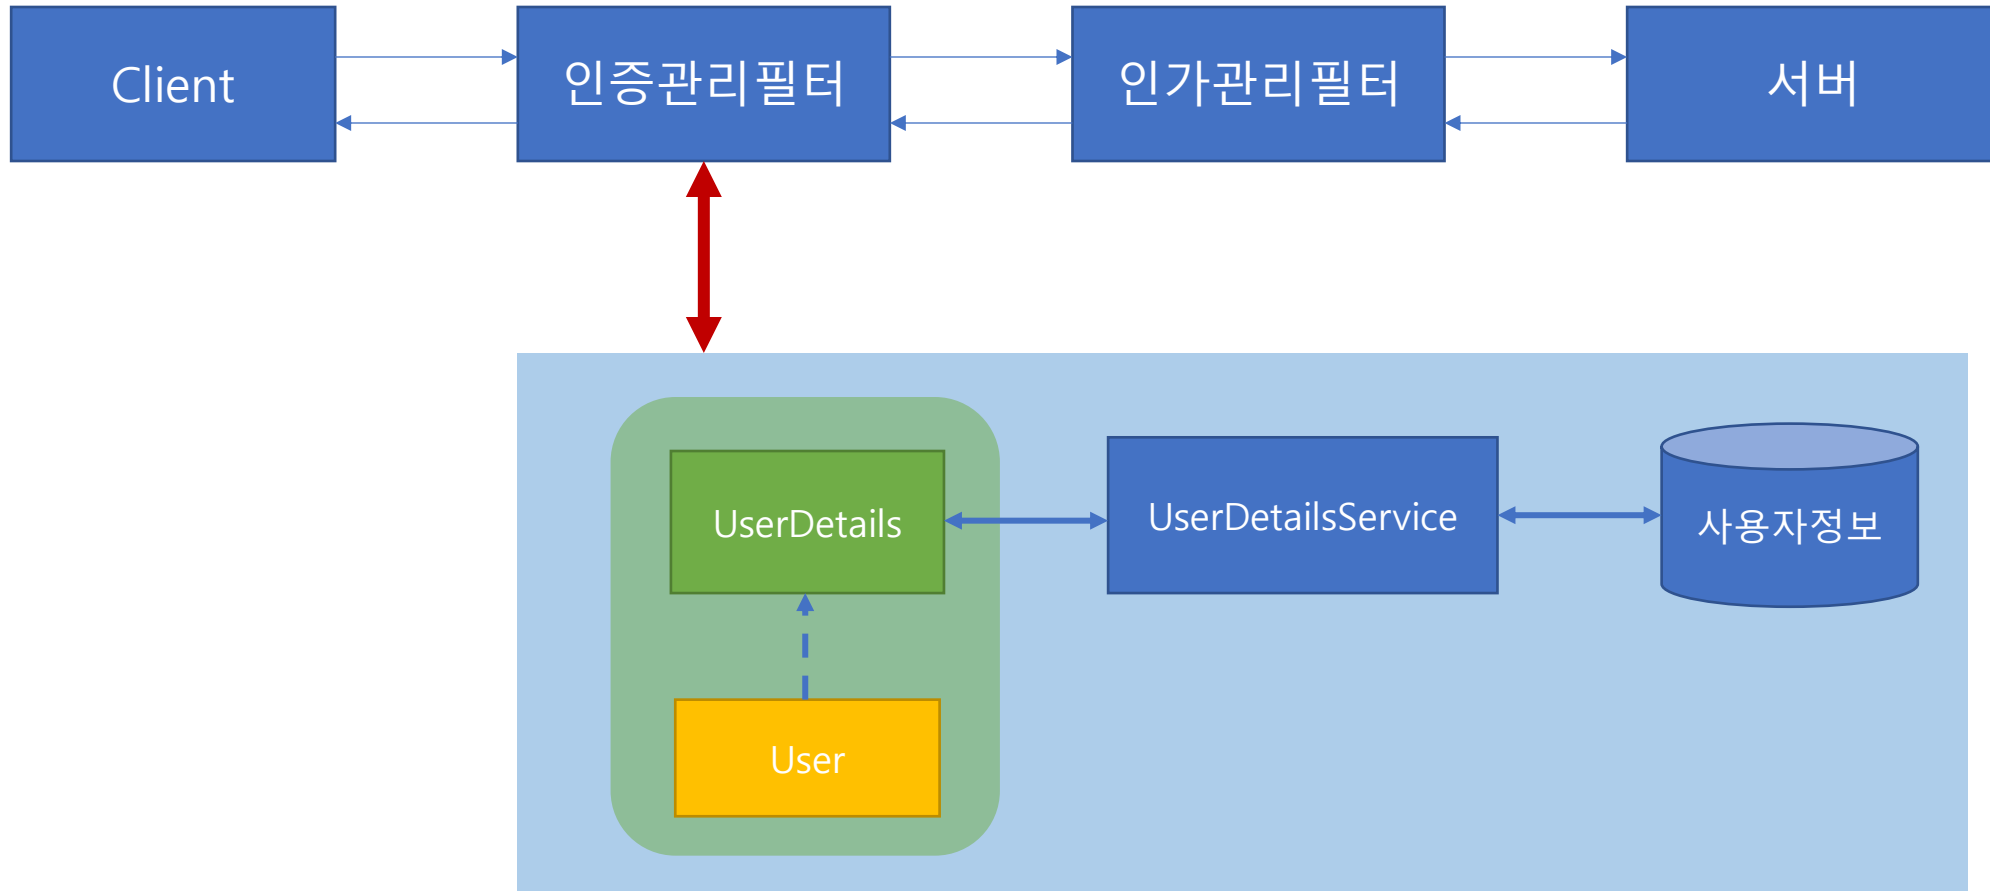 Client
인증관리필터
인가관리필터
서버
UserDetails
UserDetailsService
사용자정보
User